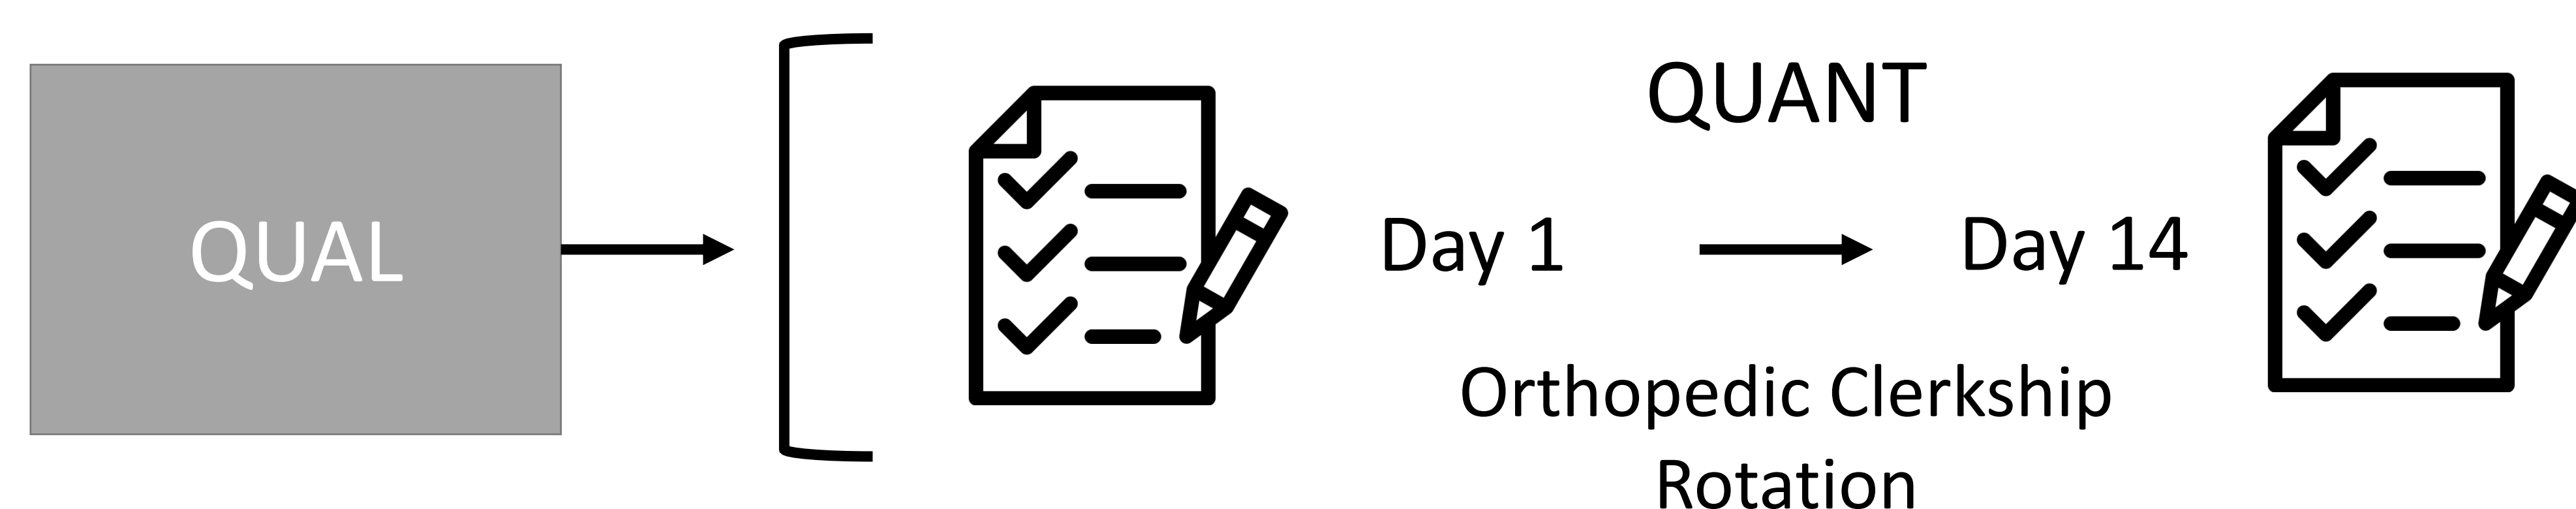 QUAL
QUANT
Day 1
Day 14
Orthopedic Clerkship
Rotation